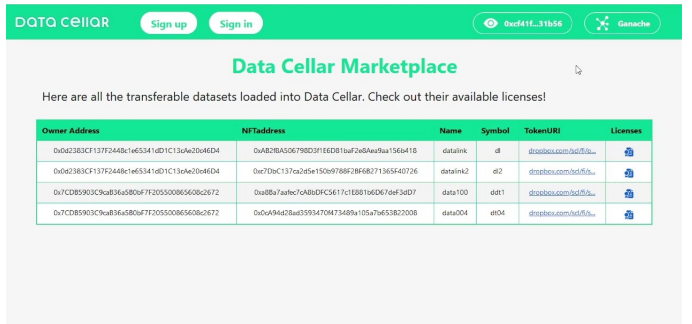 DATA CELLAR Sign up Sign in 0xcf41f...31b56 Ganache
Data Cellar Marketplace
Here are all the transferable datasets loaded into Data Cellar. Check out their available licenses!
Owner Address NFTaddress Name Symbol TokenURI Licenses
0x0d2383CF137F2448c1e65341dD1C13cAe20c46D4 0xAB2f8A506798D3f1E6D81baF2e8Aea9aa156b418 datalink dl dropbox.com/scl/fi/o...
0x0d2383CF137F2448c1e65341dD1C13cAe20c46D4 0xc7DbC137ca2d5e150b9788F2BF6B271365F40726 datalink2 dl2 dropbox.com/scl/fi/s...
0x7CDB5903C9caB36a5B0bF7F205500865608c2672 0xa8Ba7aafec7cA8bDFC5617c1E881b6D67deF3dD7 data100 ddt1 dropbox.com/scl/fi/s...
0x7CDB5903C9caB36a5B0bF7F205500865608c2672 0x0cA94d28ad3593470f473489a105a7b653B22008 data004 dt04 dropbox.com/scl/fi/s...